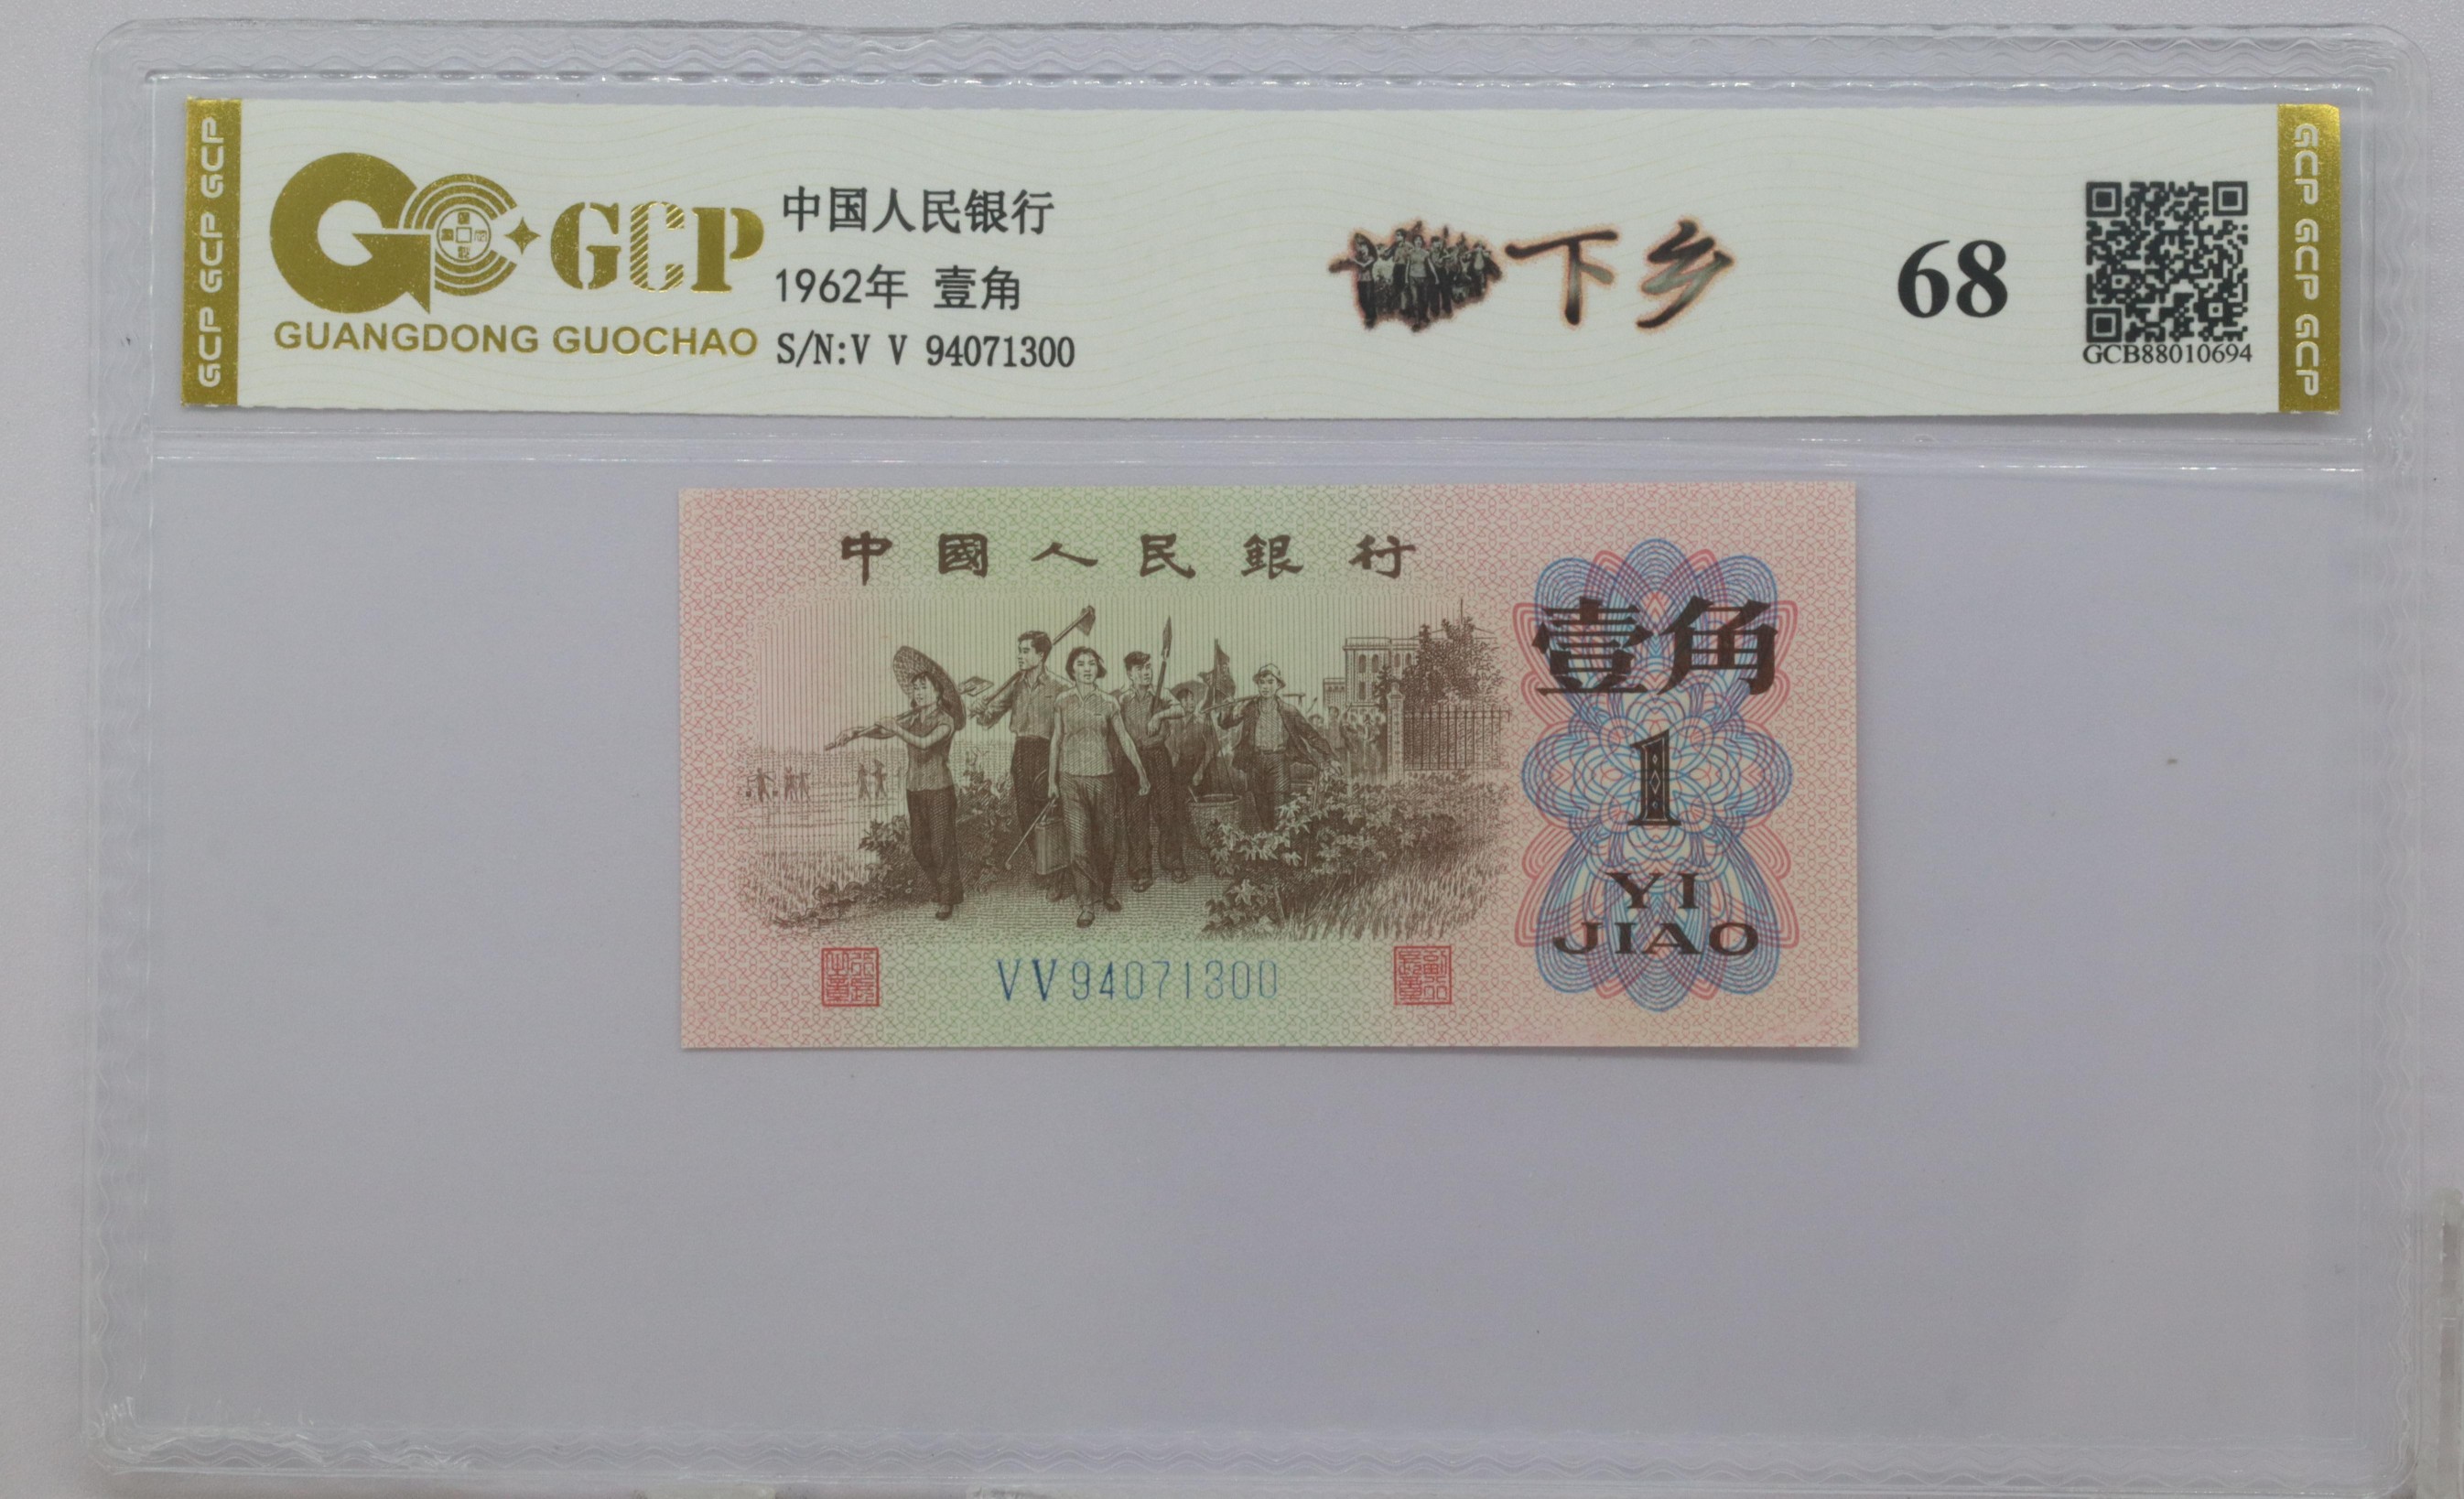 GCP GCP GCP
GCP
GUANGDONG GUOCHAO
中国人民银行
1962年 壹角
S/N:V V 94071300
下乡
68
GCB88010694
GCP GCP GCP
中國人民銀行
壹角
1
YI
JIAO
VV94071300